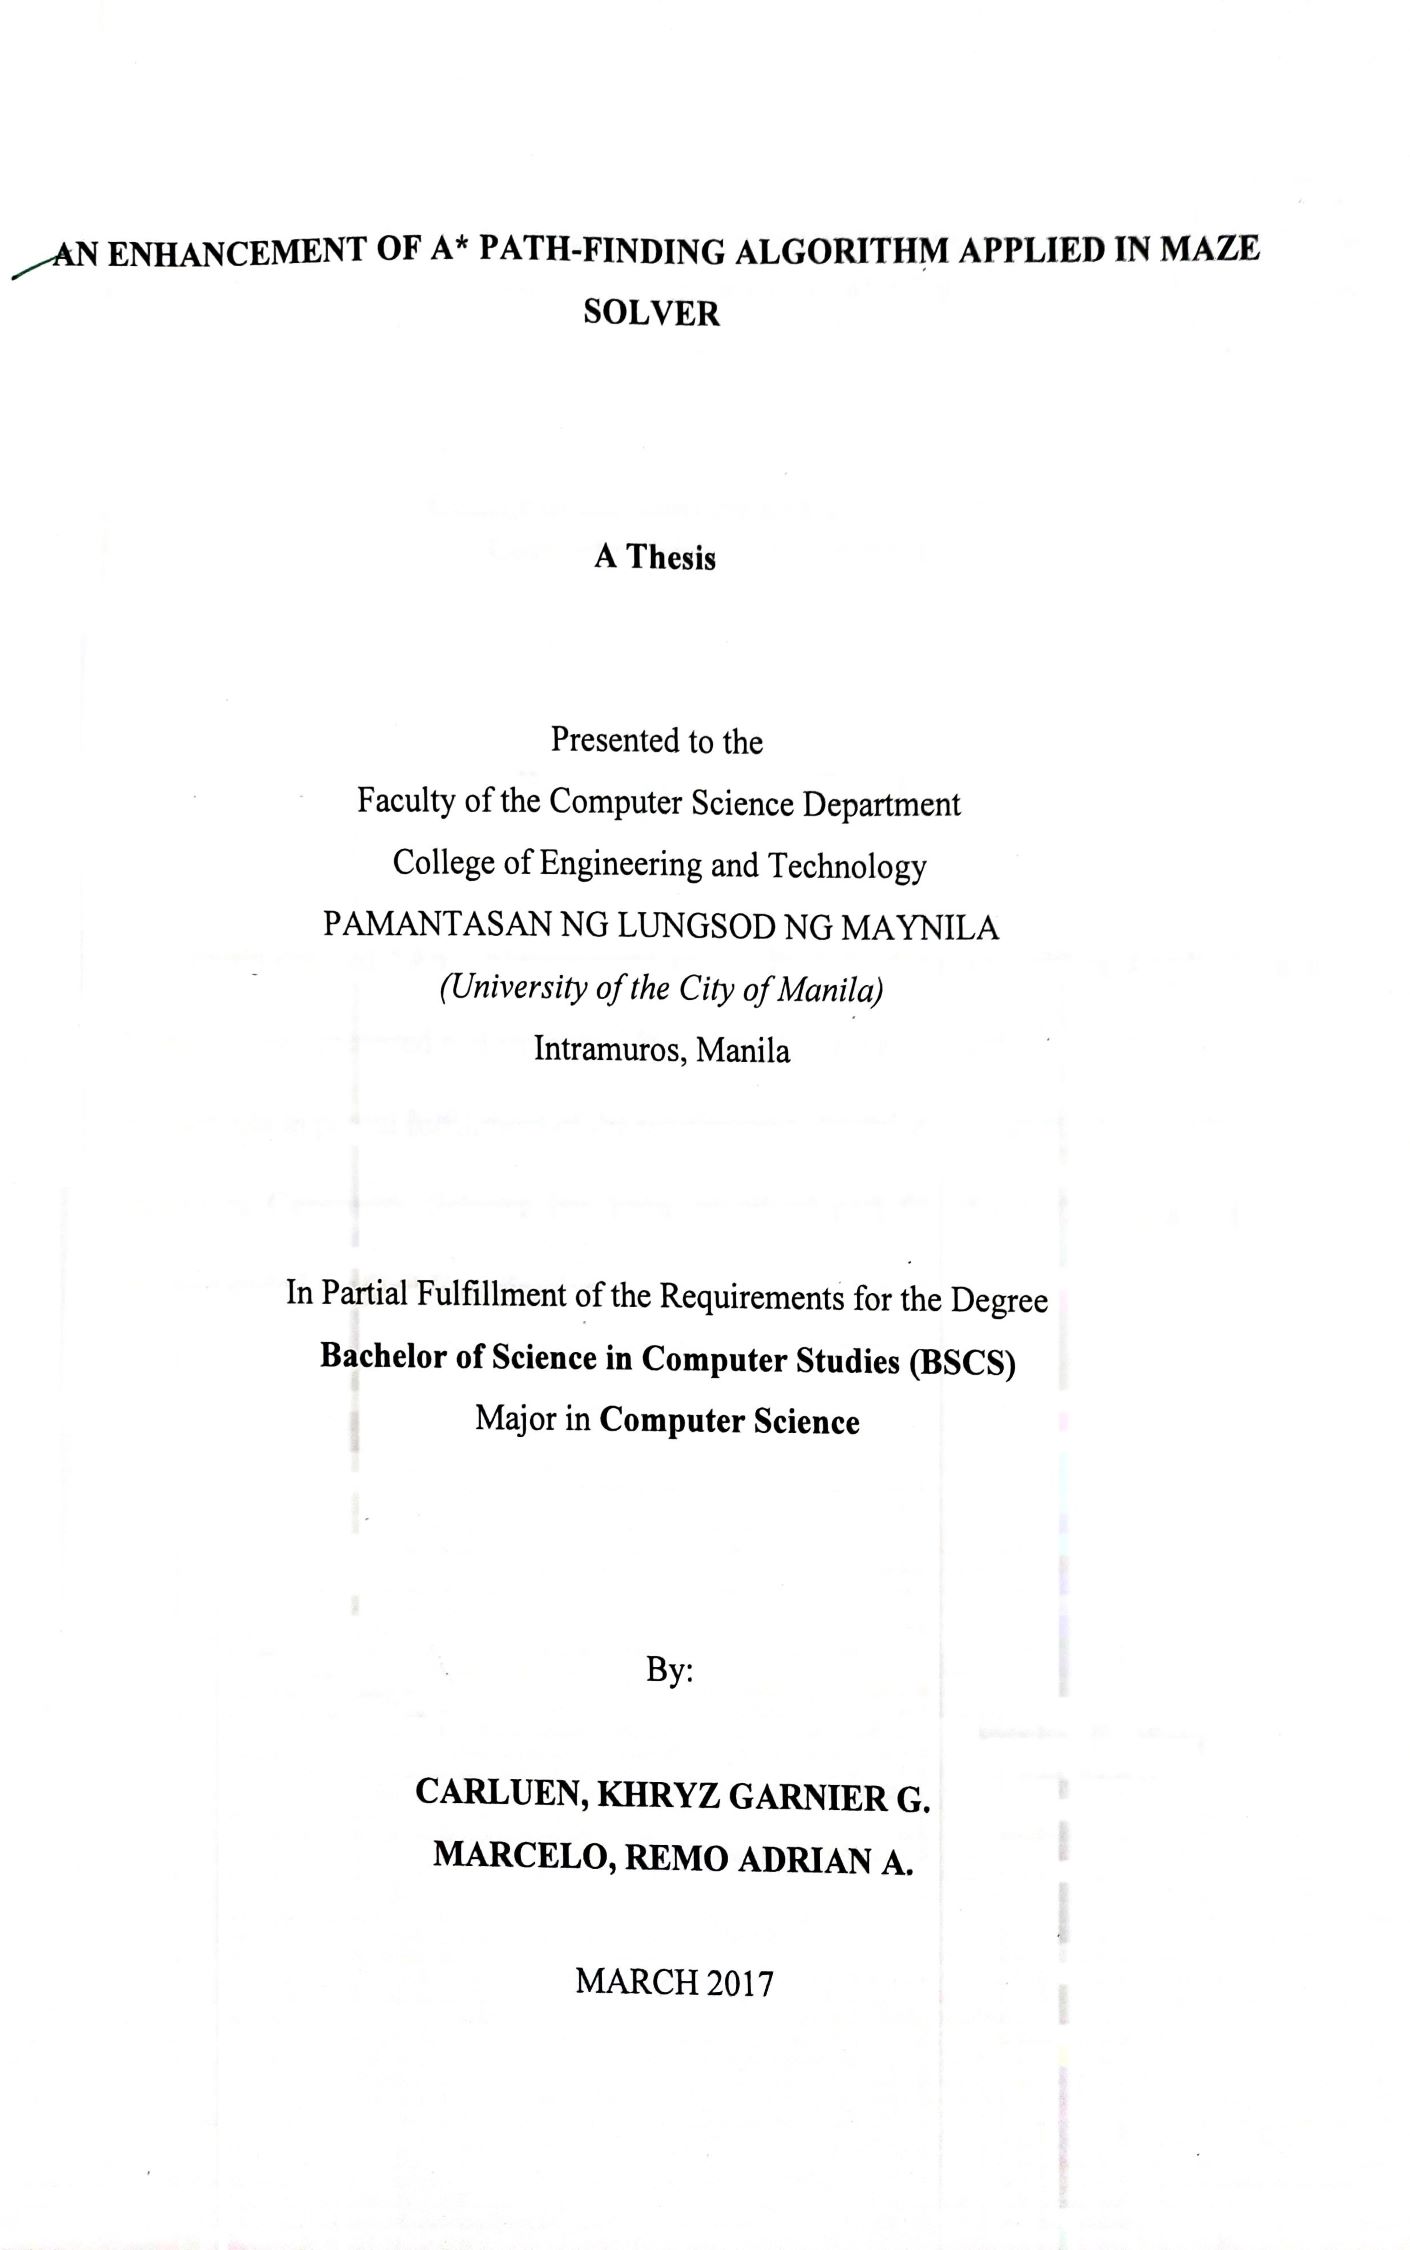 AN ENHANCEMENT OF A* PATH-FINDING ALGORITHM APPLIED IN MAZE
SOLVER
A Thesis
Presented to the
Faculty of the Computer Science Department
College of Engineering and Technology
PAMANTASAN NG LUNGSOD NG MAYNILA
(University of the City of Manila)
Intramuros, Manila
In Partial Fulfillment of the Requirements for the Degree
Bachelor of Science in Computer Studies (BSCS)
Major in Computer Science
By:
CARLUEN, KHRYZ GARNIER G.
MARCELO, REMO ADRIAN A.
MARCH 2017